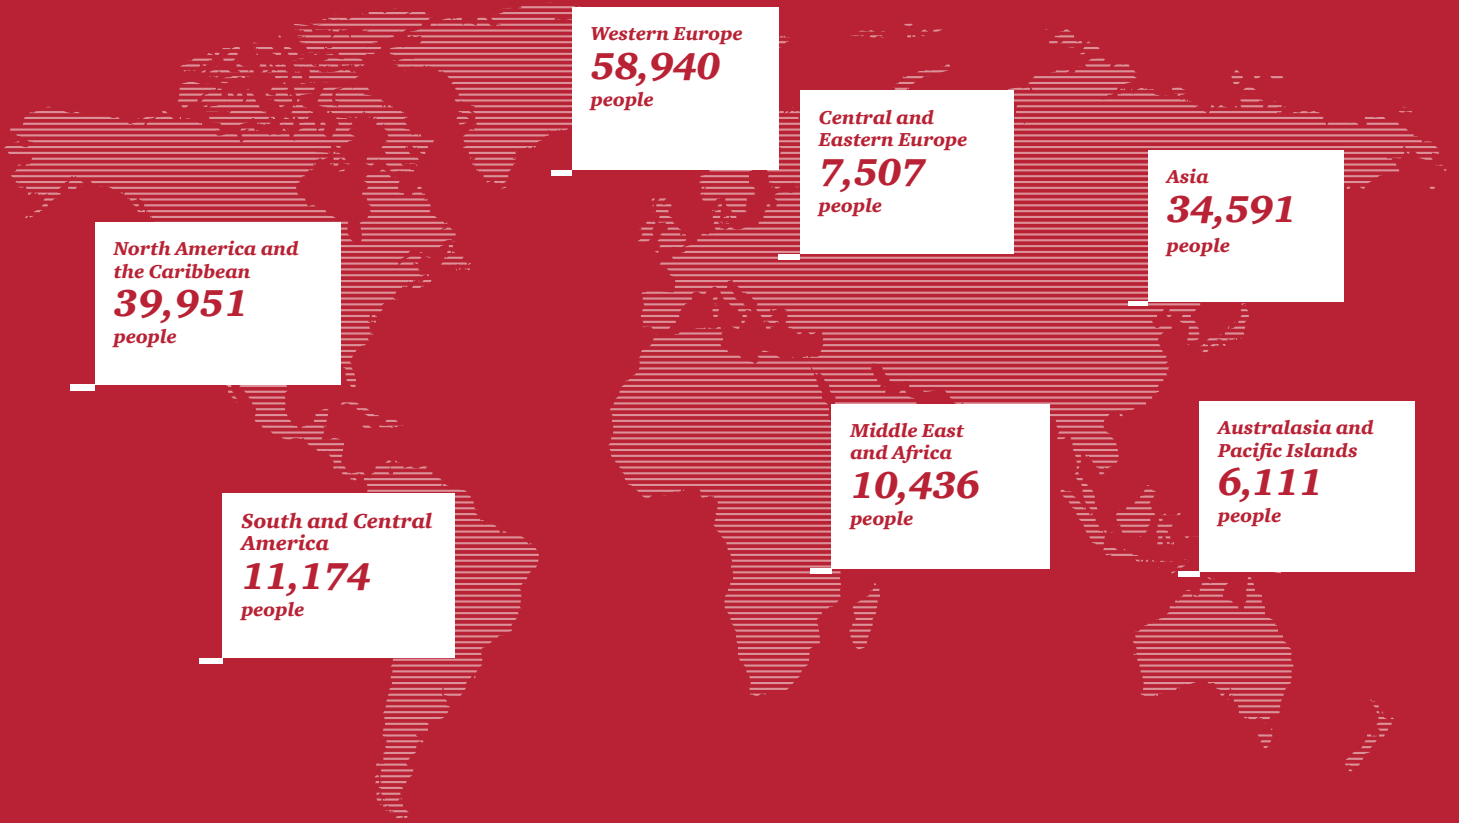 Western Europe
58,940
people
Central and
Eastern Europe
7,507
people
Asia
34,591
people
North America and
the Caribbean
39,951
people
Middle East
and Africa
10,436
people
Australasia and
Pacific Islands
6,111
people
South and Central
America
11,174
people